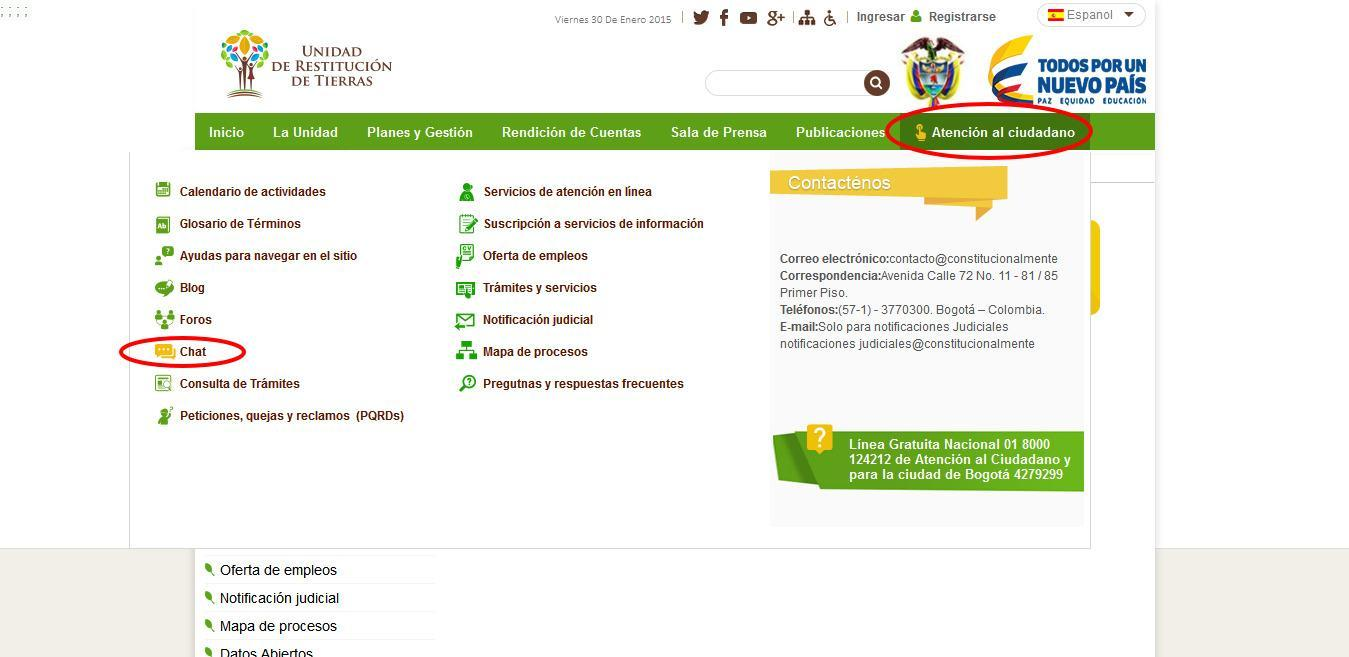 ; ; ; ;
Viernes 30 De Enero 2015
Ingresar Registrarse
Espanol
UNIDAD
DE RESTITUCIÓN
DE TIERRAS
TODOS POR UN
NUEVO PAÍS
PAZ EQUIDAD EDUCACIÓN
Inicio La Unidad Planes y Gestión Rendición de Cuentas Sala de Prensa Publicaciones Atención al ciudadano
Calendario de actividades
Glosario de Términos
Ayudas para navegar en el sitio
Blog
Foros
Chat
Consulta de Trámites
Peticiones, quejas y reclamos (PQRDs)
Servicios de atención en línea
Suscripción a servicios de información
Oferta de empleos
Trámites y servicios
Notificación judicial
Mapa de procesos
Pregutnas y respuestas frecuentes
Contacténos
Correo electrónico:contacto@constitucionalmente
Correspondencia:Avenida Calle 72 No. 11 - 81 / 85
Primer Piso.
Teléfonos:(57-1) - 3770300. Bogotá – Colombia.
E-mail:Solo para notificaciones Judiciales
notificaciones judiciales@constitucionalmente
Línea Gratuita Nacional 01 8000
124212 de Atención al Ciudadano y
para la ciudad de Bogotá 4279299
Oferta de empleos
Notificación judicial
Mapa de procesos
Datos Abiertos